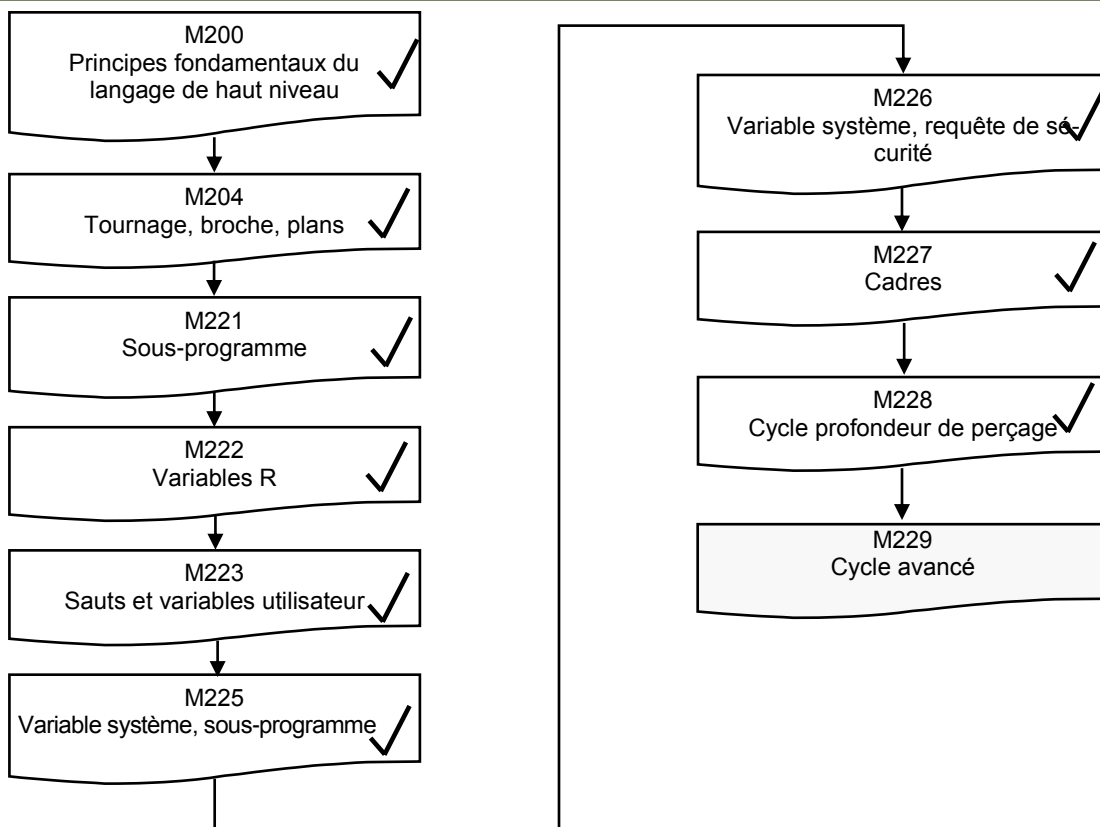 M200
Principes fondamentaux du
langage de haut niveau
M204
Tournage, broche, plans
M221
Sous-programme
M222
Variables R
M223
Sauts et variables utilisateur
M225
Variable système, sous-programme
M226
Variable système, requête de sé-
curité
M227
Cadres
M228
Cycle profondeur de perçage
M229
Cycle avancé